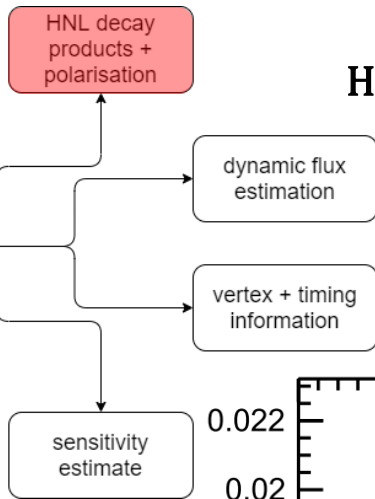 HNL decay
products +
polarisation
H
dynamic flux
estimation
vertex + timing
information
sensitivity
estimate
0.022
0.02